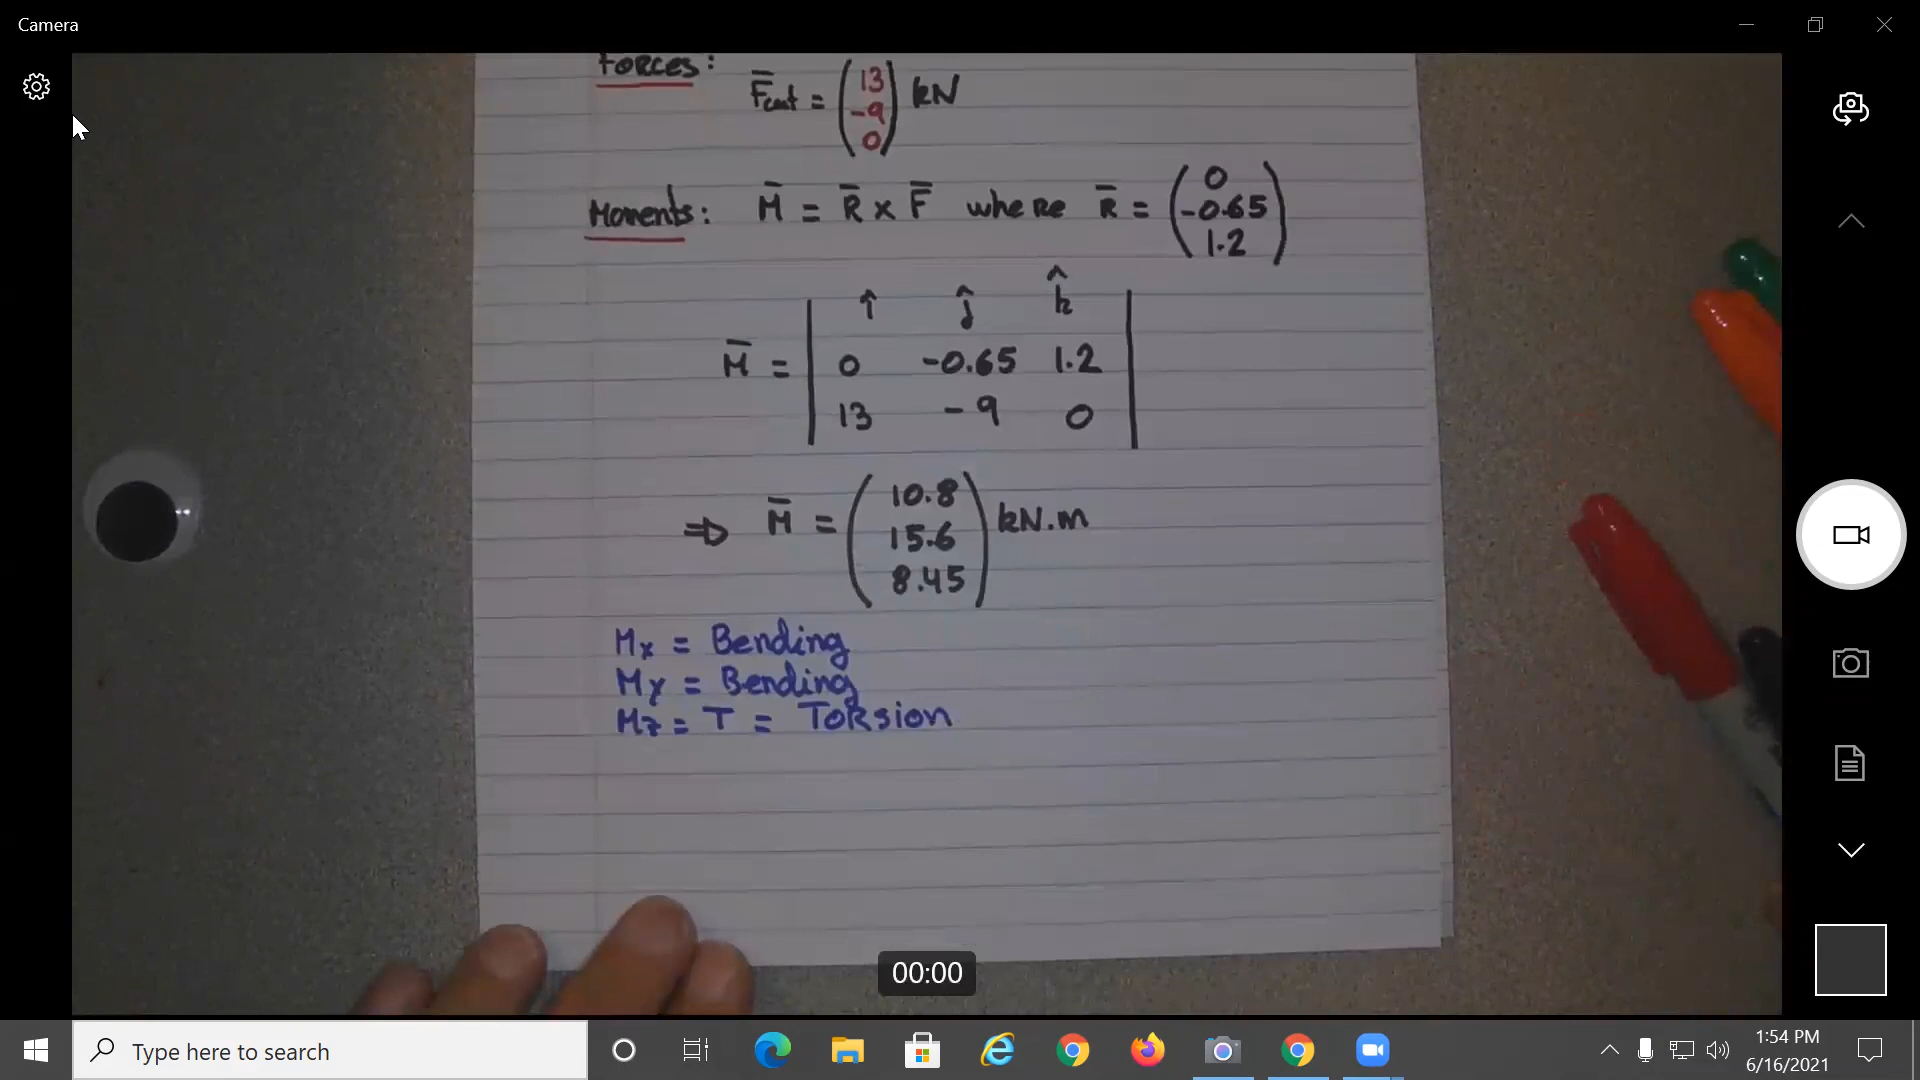 Camera
Forces:
F̅cut = (13 -9 0) kN
Moments: M̅ = R̅ x F̅ where R̅ = (0 -0.65 1.2)
î ĵ k̂
M̅ = | 0 -0.65 1.2 |
13 -9 0
⇒ M̅ = (10.8 15.6 8.45) kN.m
Mx = Bending
My = Bending
Mz = T = Torsion
00:00
Type here to search
1:54 PM
6/16/2021